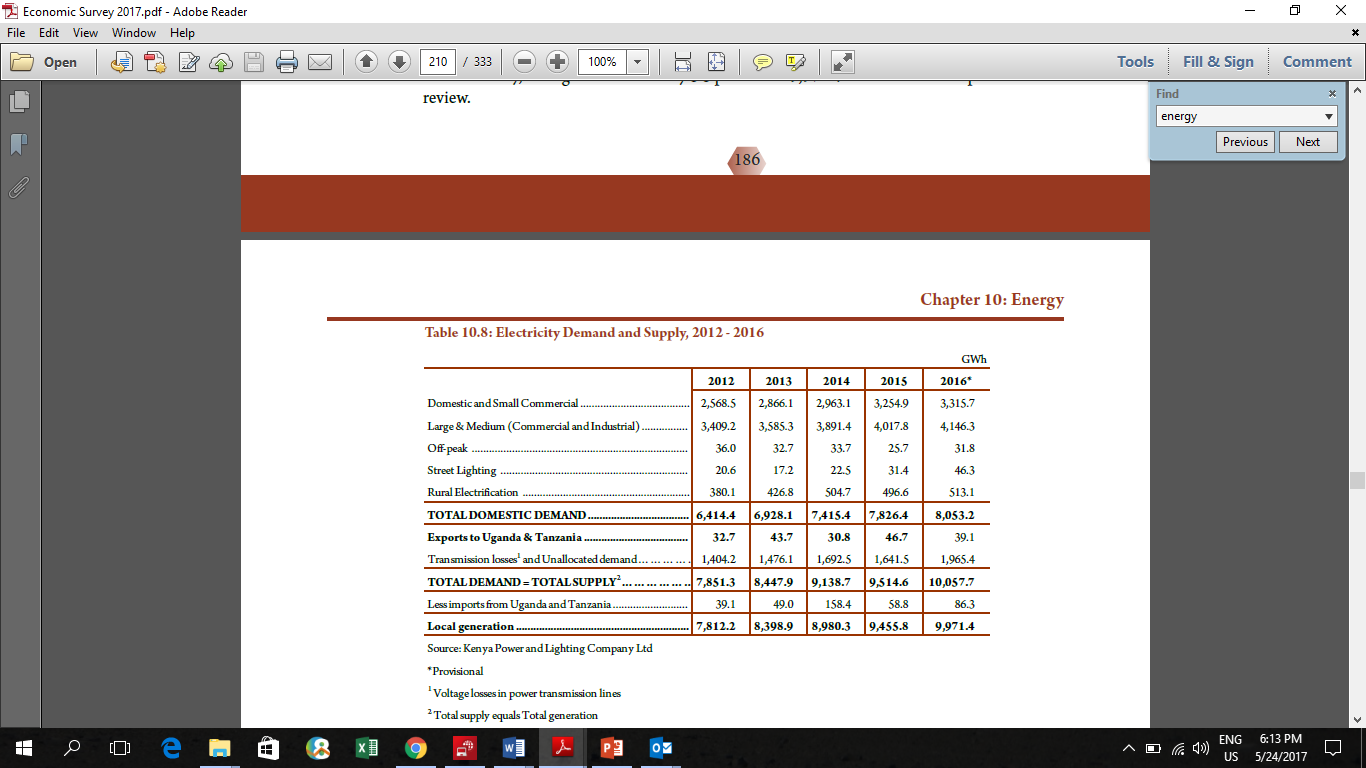 Economic Survey 2017.pdf - Adobe Reader
File Edit View Window Help
Open 210 / 333 100% Tools Fill & Sign Comment
Find
energy
Previous Next
review.
186
Chapter 10: Energy
Table 10.8: Electricity Demand and Supply, 2012 - 2016
GWh
2012 2013 2014 2015 2016*
Domestic and Small Commercial ..................................... 2,568.5 2,866.1 2,963.1 3,254.9 3,315.7
Large & Medium (Commercial and Industrial) ................ 3,409.2 3,585.3 3,891.4 4,017.8 4,146.3
Off-peak .......................................................................... 36.0 32.7 33.7 25.7 31.8
Street Lighting ................................................................ 20.6 17.2 22.5 31.4 46.3
Rural Electrification ......................................................... 380.1 426.8 504.7 496.6 513.1
TOTAL DOMESTIC DEMAND ................................... 6,414.4 6,928.1 7,415.4 7,826.4 8,053.2
Exports to Uganda & Tanzania .................................... 32.7 43.7 30.8 46.7 39.1
Transmission losses¹ and Unallocated demand ... ... ... ... . 1,404.2 1,476.1 1,692.5 1,641.5 1,965.4
TOTAL DEMAND = TOTAL SUPPLY² ... ... ... ... ... .. 7,851.3 8,447.9 9,138.7 9,514.6 10,057.7
Less imports from Uganda and Tanzania .......................... 39.1 49.0 158.4 58.8 86.3
Local generation ............................................................ 7,812.2 8,398.9 8,980.3 9,455.8 9,971.4
Source: Kenya Power and Lighting Company Ltd
*Provisional
¹ Voltage losses in power transmission lines
² Total supply equals Total generation
ENG 6:13 PM
US 5/24/2017